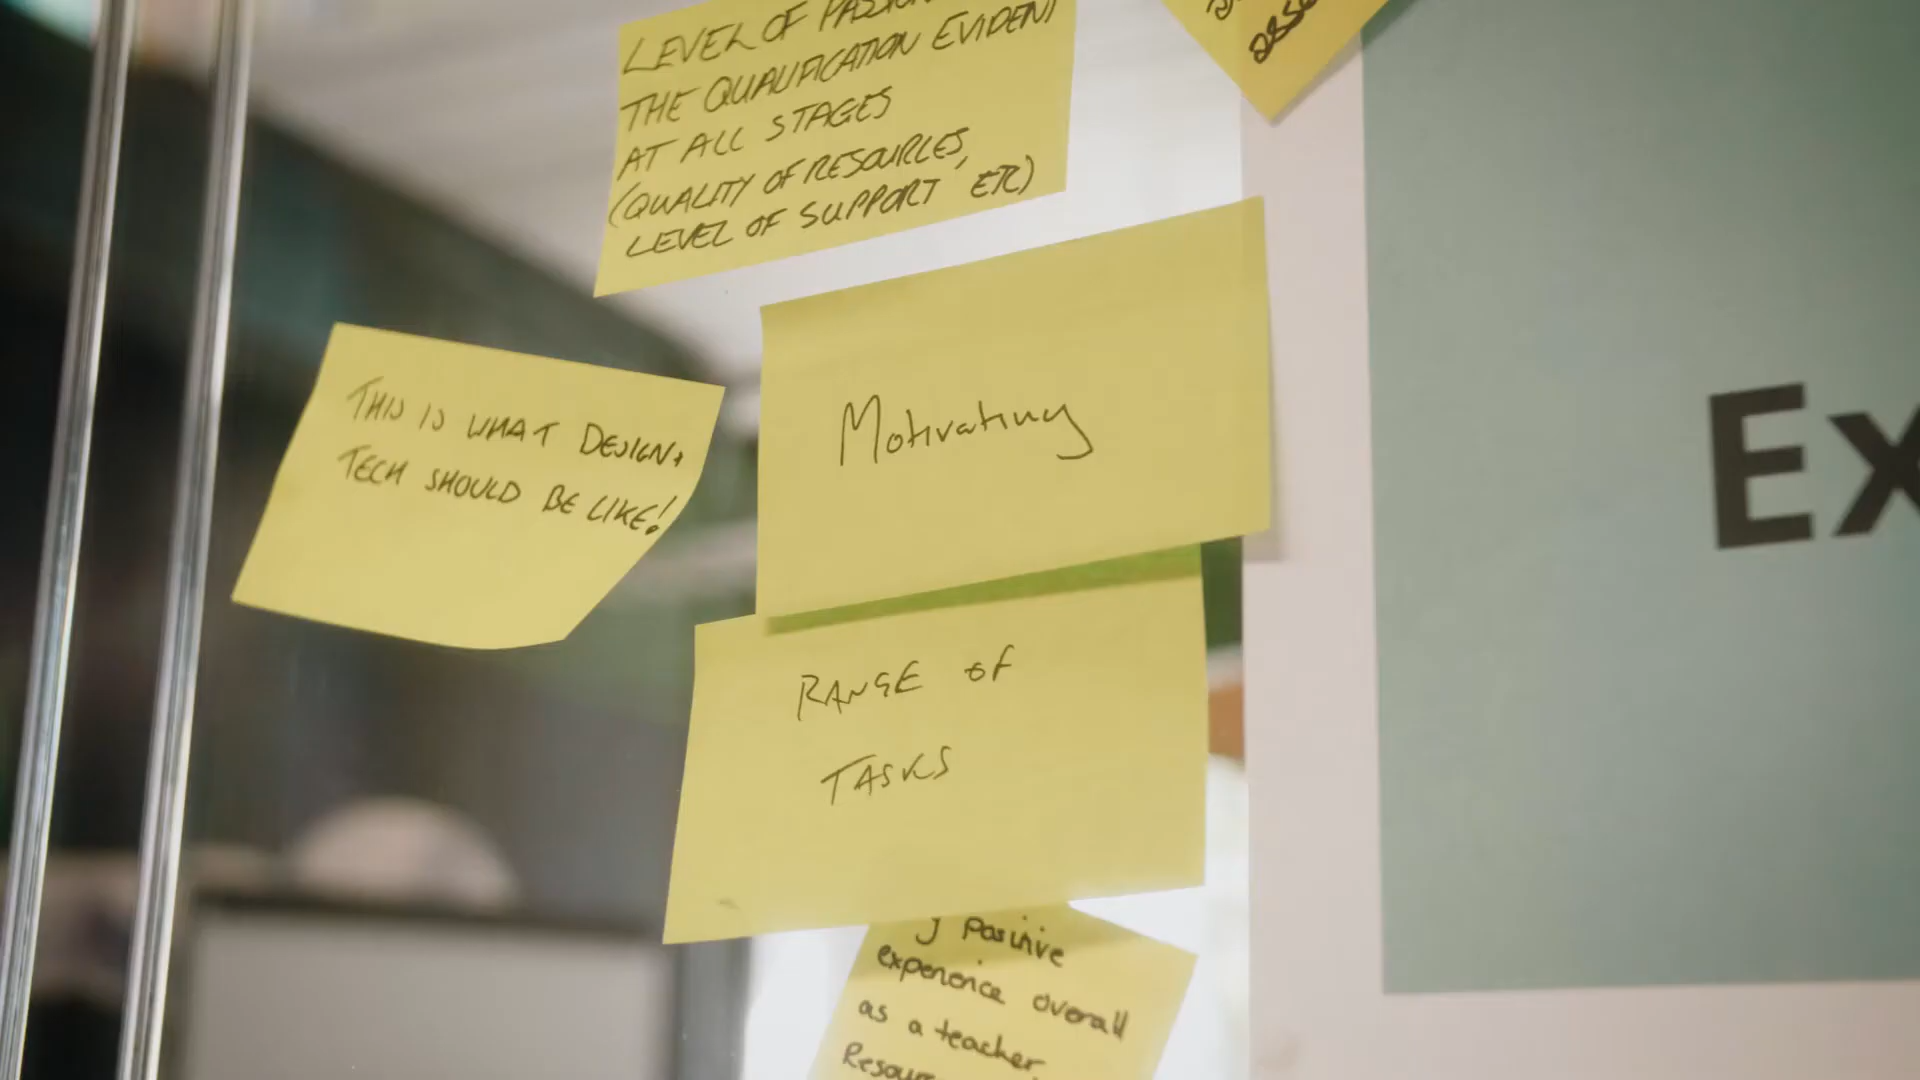 LEVEL OF
THE QUALIFICATION EVIDENT
AT ALL STAGES
(QUALITY OF RESOURCES,
LEVEL OF SUPPORT ETC)
THIS IS WHAT DESIGN+
TECH SHOULD BE LIKE!
Motivating
RANGE OF
TASKS
Positive
experience overall
as a teacher.
Ex